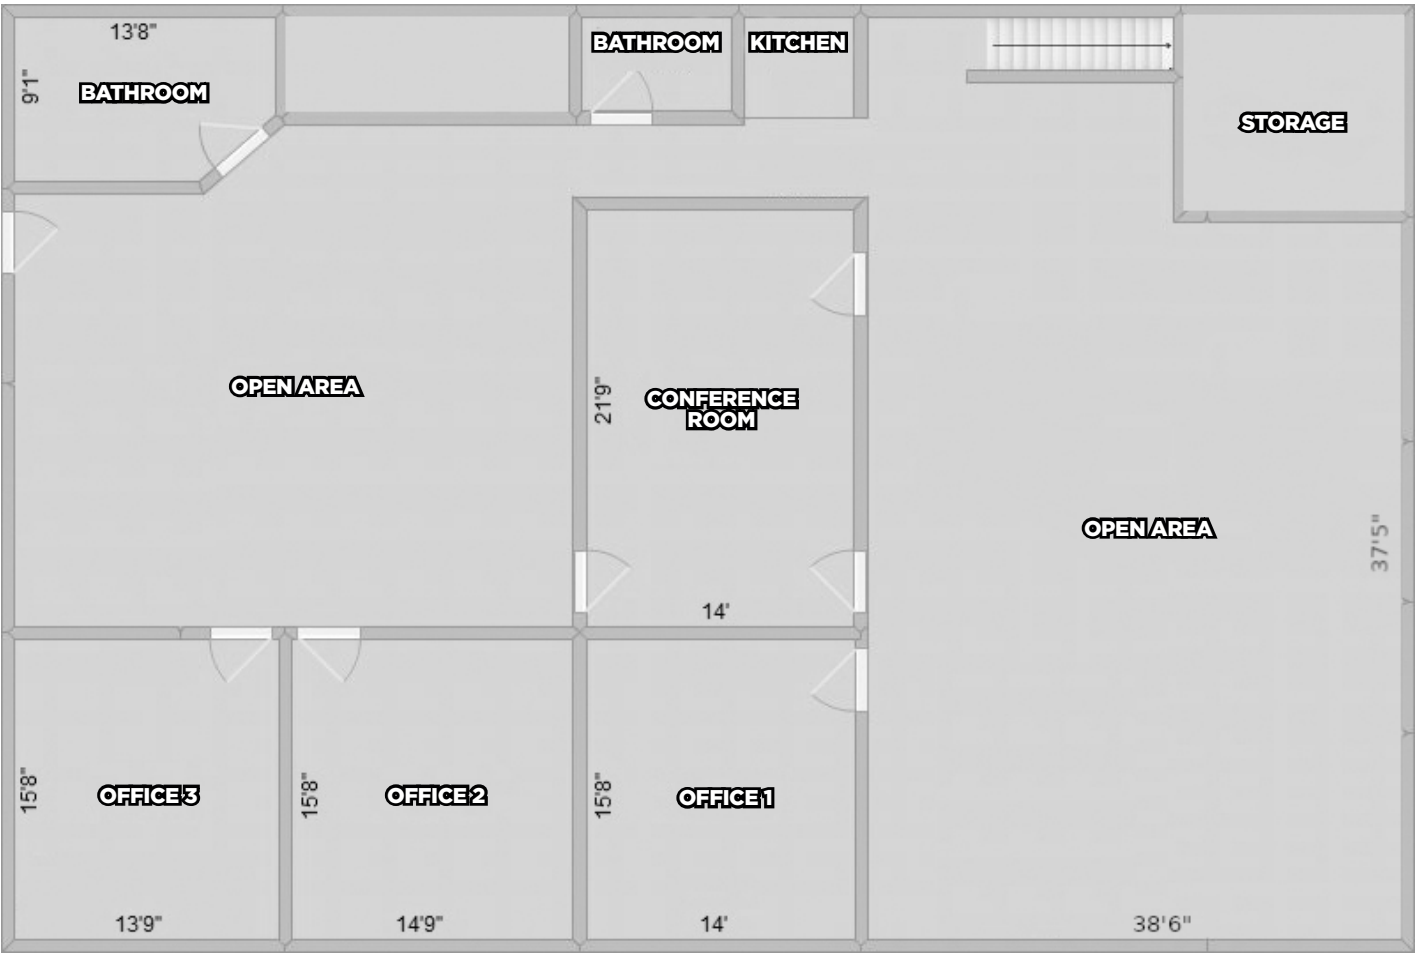 13'8"
BATHROOM
KITCHEN
9'1"
BATHROOM
STORAGE
OPEN AREA
21'9"
CONFERENCE
ROOM
OPEN AREA
37'5"
14'
15'8"
OFFICE 3
15'8"
OFFICE 2
15'8"
OFFICE 1
13'9"
14'9"
14'
38'6"